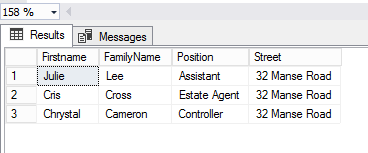 158 %
Results Messages
Firstname FamilyName Position Street
1 Julie Lee Assistant 32 Manse Road
2 Cris Cross Estate Agent 32 Manse Road
3 Chrystal Cameron Controller 32 Manse Road